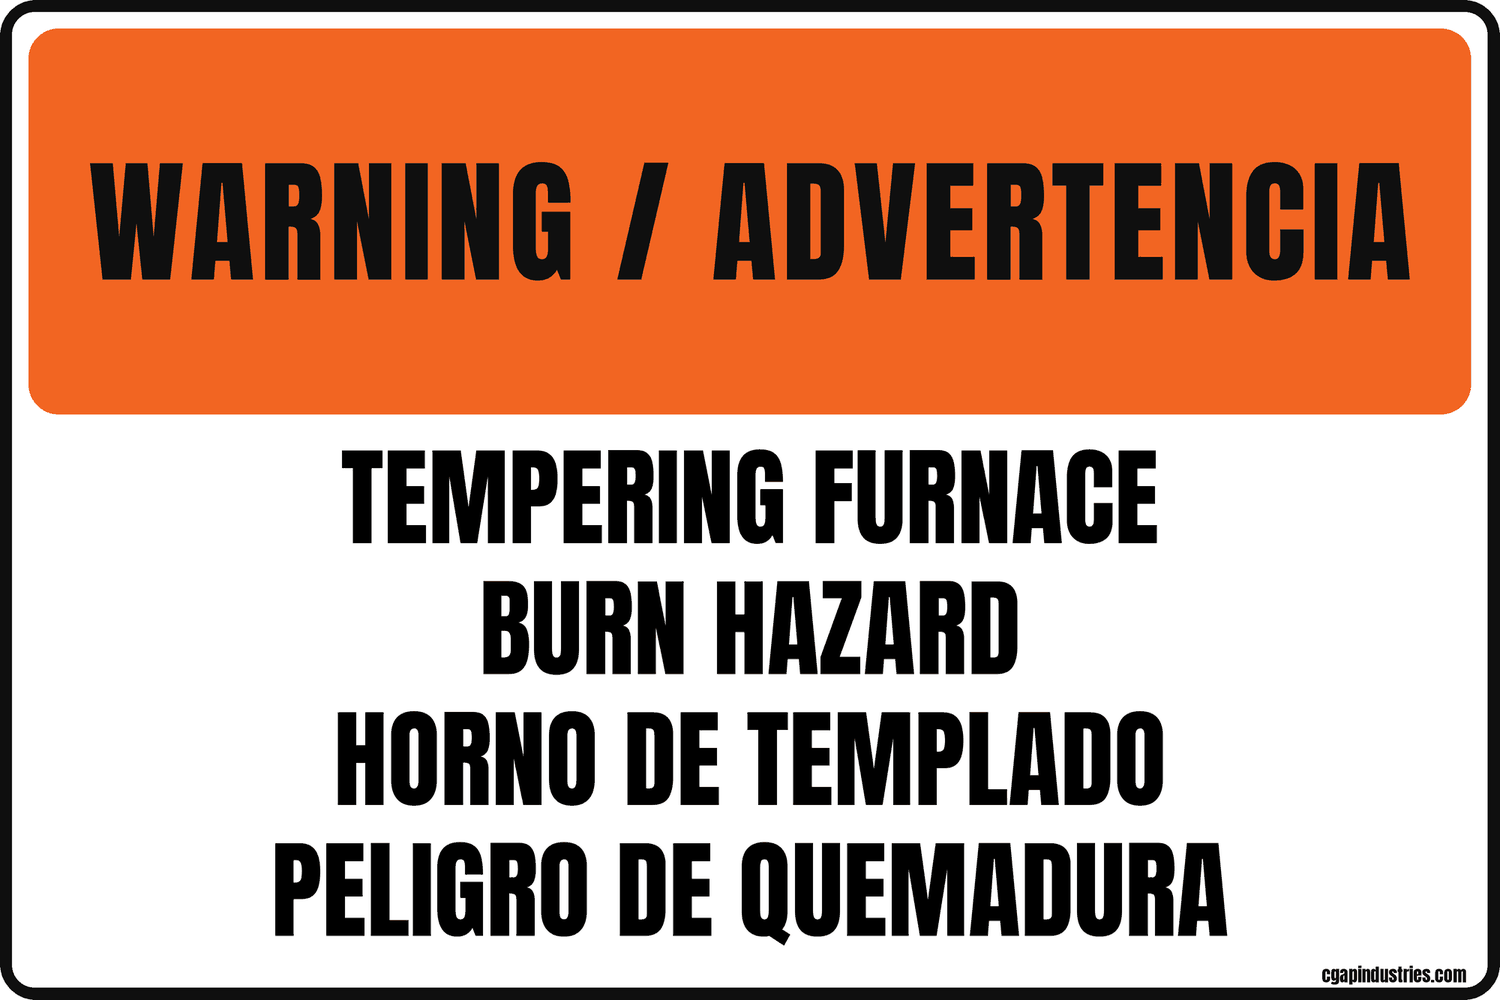 WARNING / ADVERTENCIA
TEMPERING FURNACE
BURN HAZARD
HORNO DE TEMPLADO
PELIGRO DE QUEMADURA
cgapindustries.com